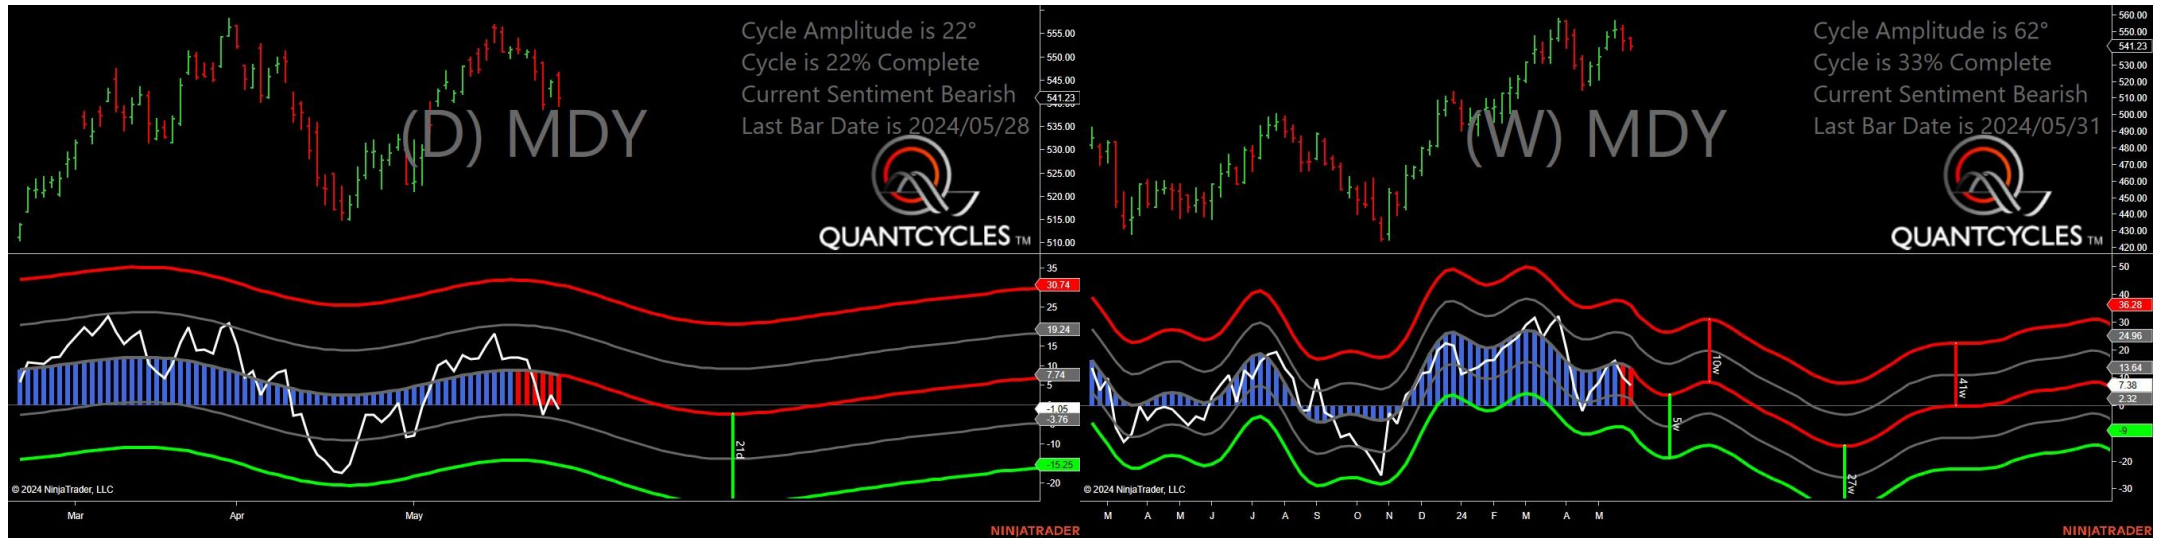 Cycle Amplitude is 22°
Cycle is 22% Complete
Current Sentiment Bearish
Last Bar Date is 2024/05/28
(D) MDY
QUANTCYCLES TM
555.00
550.00
545.00
541.23
535.00
530.00
525.00
520.00
515.00
510.00
35
30.74
25
19.24
15
10
7.74
5
-1.05
-3.76
-10
-15.25
-20
21d
© 2024 NinjaTrader, LLC
Mar Apr May
NINJATRADER
Cycle Amplitude is 62°
Cycle is 33% Complete
Current Sentiment Bearish
Last Bar Date is 2024/05/31
(W) MDY
QUANTCYCLES TM
560.00
550.00
541.23
530.00
520.00
510.00
500.00
490.00
480.00
470.00
460.00
450.00
440.00
430.00
420.00
50
40
36.28
30
24.96
20
13.64
7.38
2.32
0
-9
-20
-30
5w
10w
27w
41w
© 2024 NinjaTrader, LLC
M A M J J A S O N D 24 F M A M
NINJATRADER